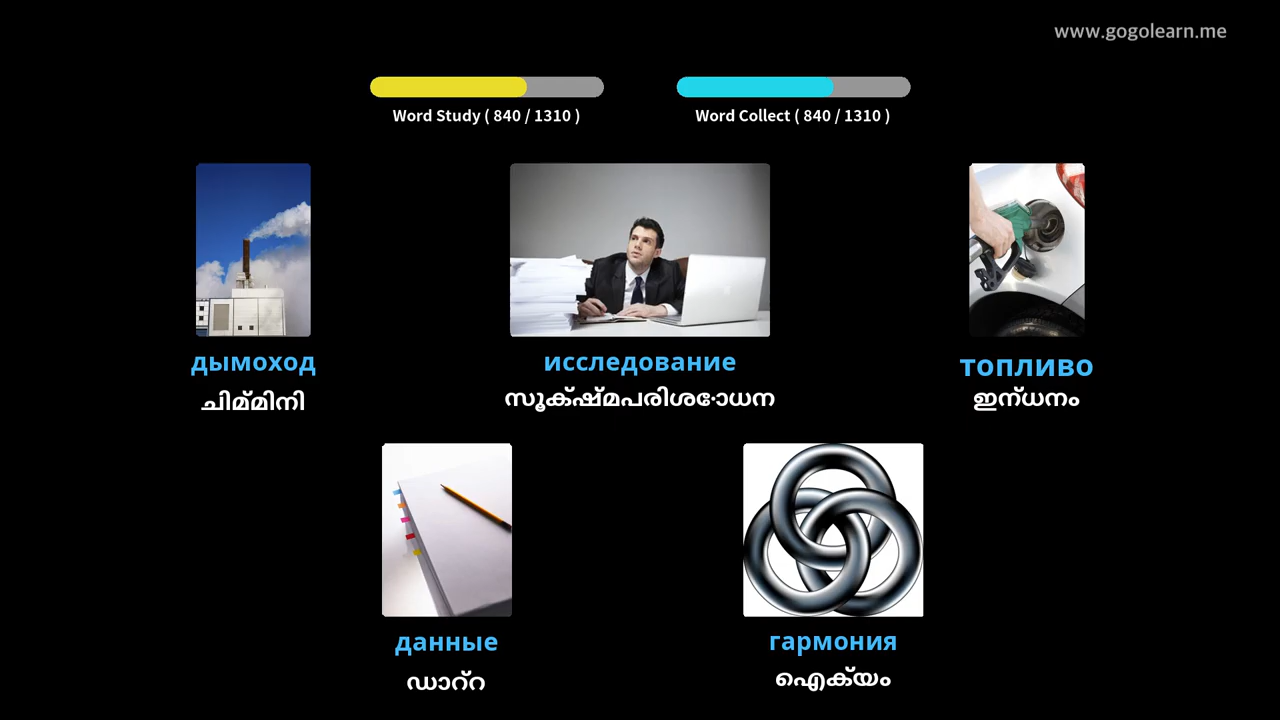 www.gogolearn.me
Word Study ( 840 / 1310 )
Word Collect ( 840 / 1310 )
дымоход
ചിമ്മിനി
исследование
സൂക്ഷ്മപരിശോധന
топливо
ഇന്ധനം
данные
ഡാറ്റ
гармония
ഐക്യം